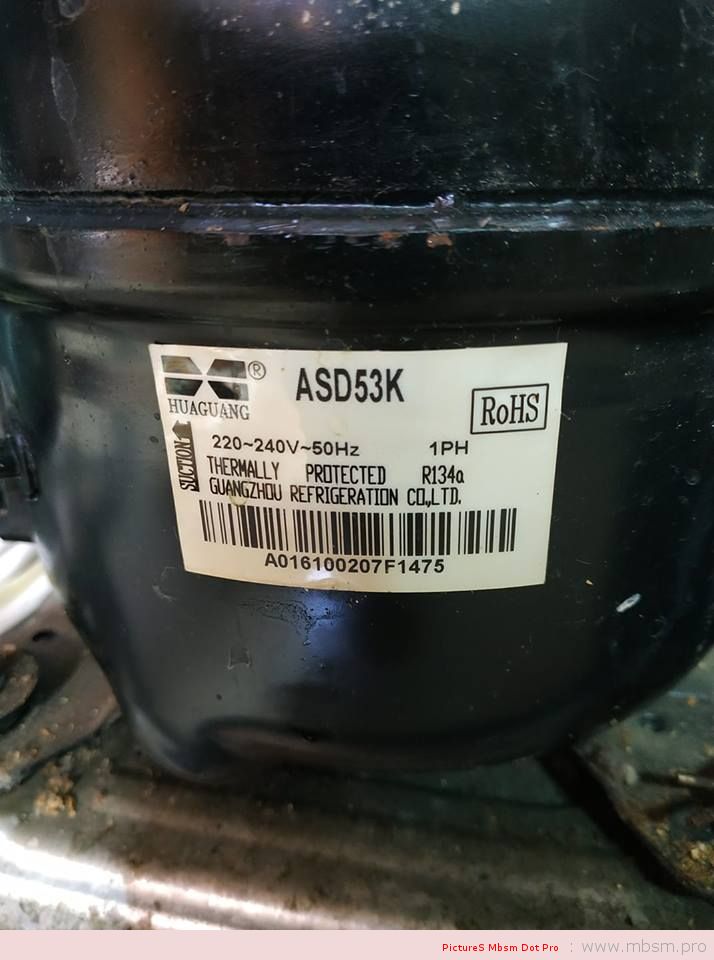 ® ASD53K
HUAGUANG RoHS
SUCTION
220~240V~50Hz 1PH
THERMALLY PROTECTED R134a
GUANGZHOU REFRIGERATION CO.,LTD.
A016100207F1475
PictureS Mbsm Dot Pro : www.mbsm.pro